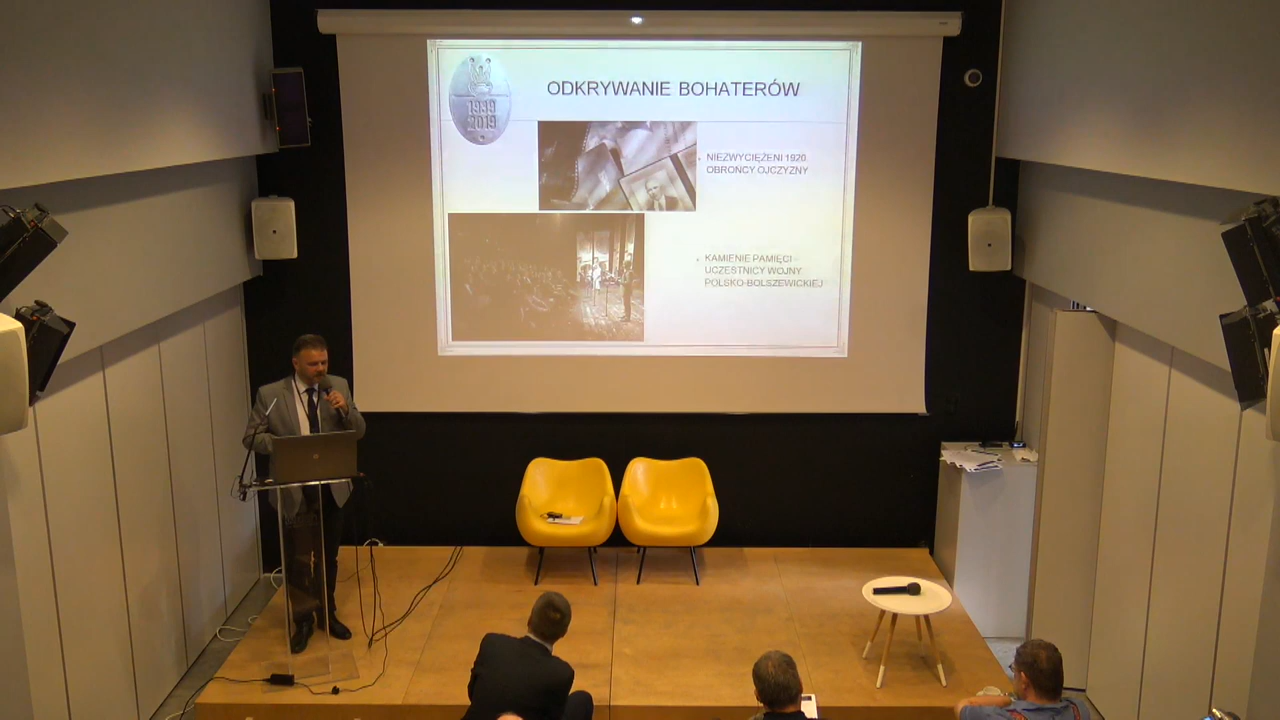 ODKRYWANIE BOHATERÓW
1939
2019
NIEZWYCIĘŻENI 1920
OBROŃCY OJCZYZNY
KAMIENIE PAMIĘCI -
UCZESTNICY WOJNY
POLSKO-BOLSZEWICKIEJ